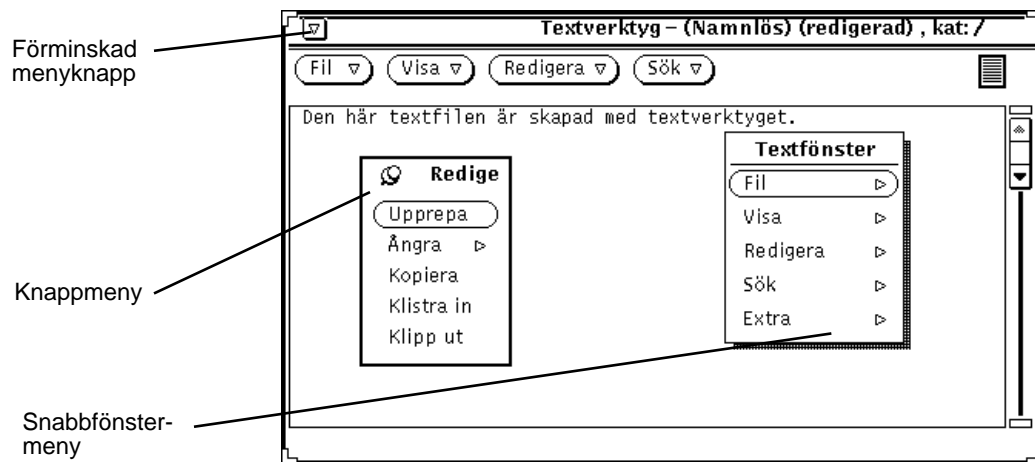 Textverktyg – (Namnlös) (redigerad) , kat: /
Förminskad
menyknapp
Fil
Visa
Redigera
Sök
Den här textfilen är skapad med textverktyget.
Redige
Upprepa
Ångra
Kopiera
Klistra in
Klipp ut
Textfönster
Fil
Visa
Redigera
Sök
Extra
Knappmeny
Snabbfönster-
meny